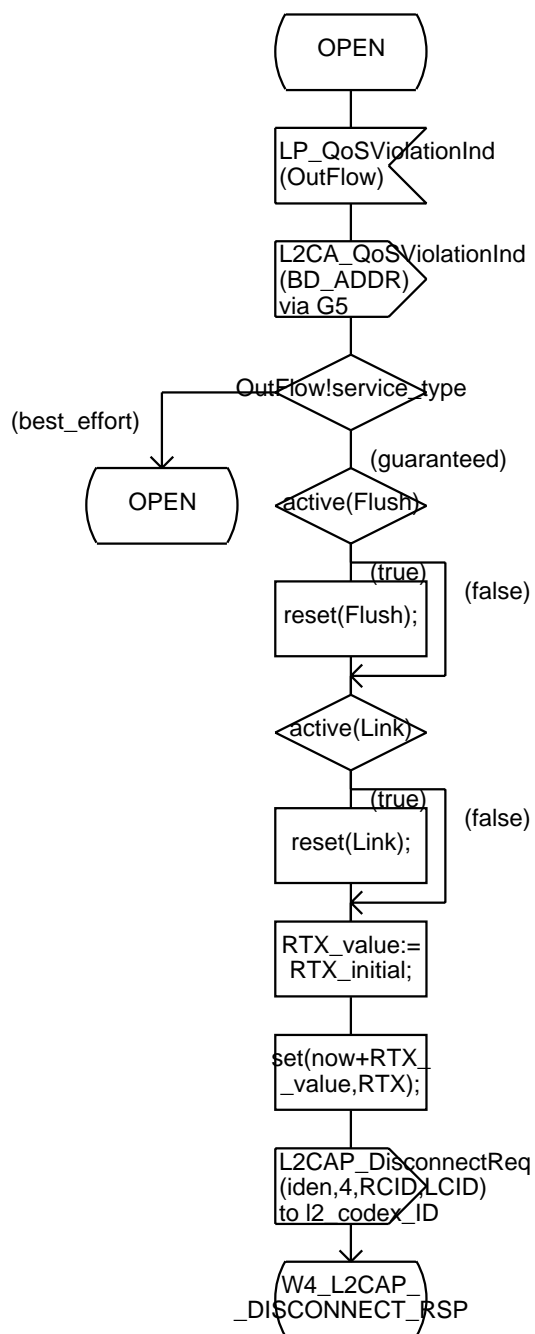 OPEN
LP_QoSViolationInd
(OutFlow)
L2CA_QoSViolationInd
(BD_ADDR)
via G5
OutFlow!service_type
(best_effort)
(guaranteed)
OPEN
active(Flush)
(true)
(false)
reset(Flush);
active(Link)
(true)
(false)
reset(Link);
RTX_value:=
RTX_initial;
set(now+RTX_
_value,RTX);
L2CAP_DisconnectReq
(iden,4,RCID,LCID)
to l2_codex_ID
W4_L2CAP_
_DISCONNECT_RSP